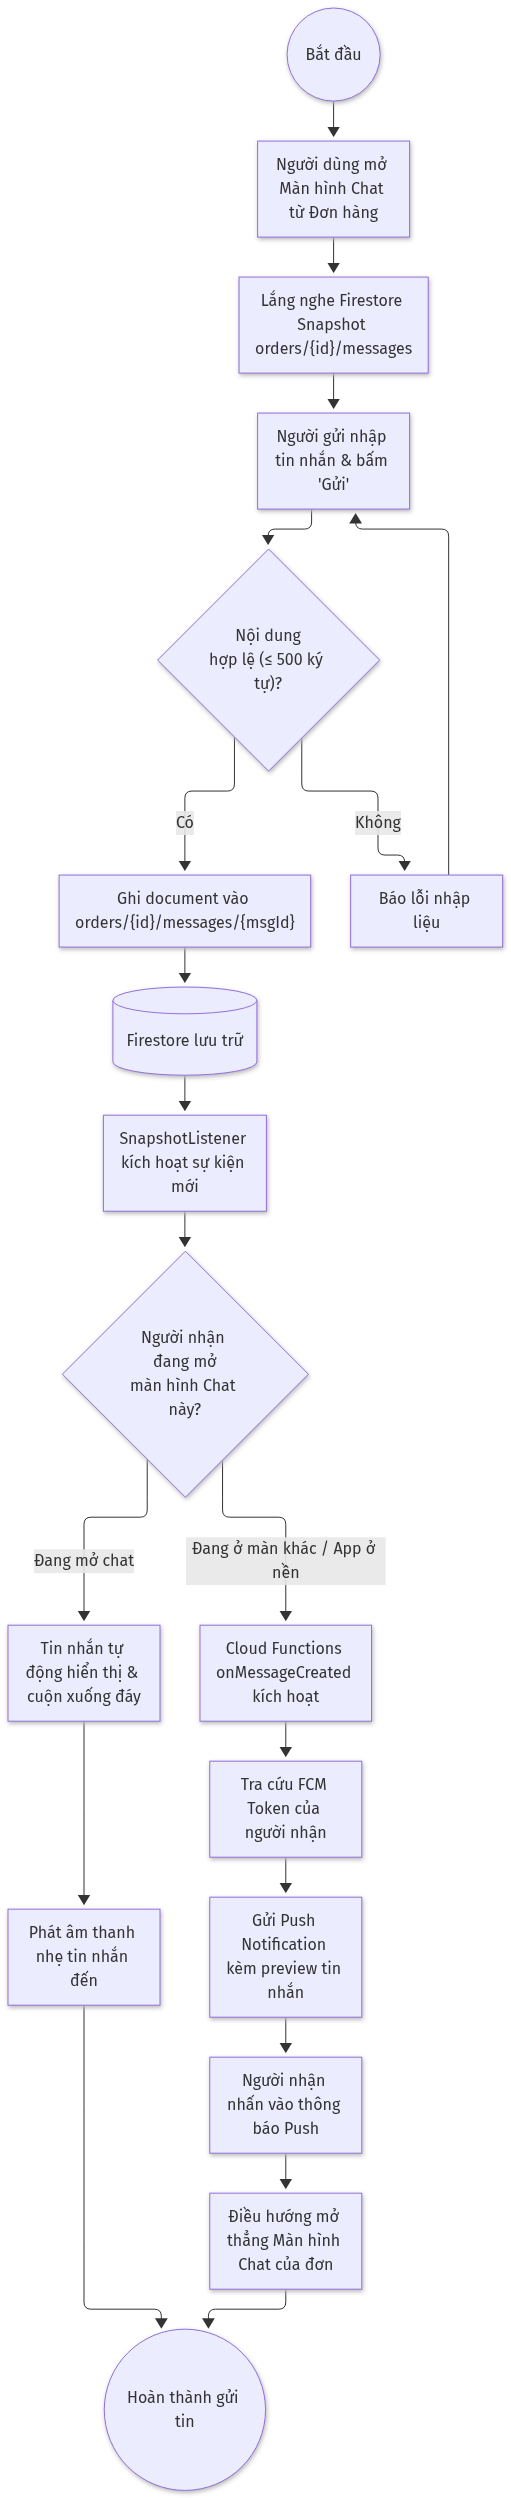 Bắt đầu
Người dùng mở
Màn hình Chat
từ Đơn hàng
Lắng nghe Firestore
Snapshot
orders/{id}/messages
Người gửi nhập
tin nhắn & bấm
'Gửi'
Nội dung
hợp lệ (≤ 500 ký
tự)?
Có
Không
Ghi document vào
orders/{id}/messages/{msgId}
Báo lỗi nhập
liệu
Firestore lưu trữ
SnapshotListener
kích hoạt sự kiện
mới
Người nhận
đang mở
màn hình Chat
này?
Đang mở chat
Đang ở màn khác / App ở
nền
Tin nhắn tự
động hiển thị &
cuộn xuống đáy
Cloud Functions
onMessageCreated
kích hoạt
Tra cứu FCM
Token của
người nhận
Phát âm thanh
nhẹ tin nhắn
đến
Gửi Push
Notification
kèm preview tin
nhắn
Người nhận
nhấn vào thông
báo Push
Điều hướng mở
thẳng Màn hình
Chat của đơn
Hoàn thành gửi
tin